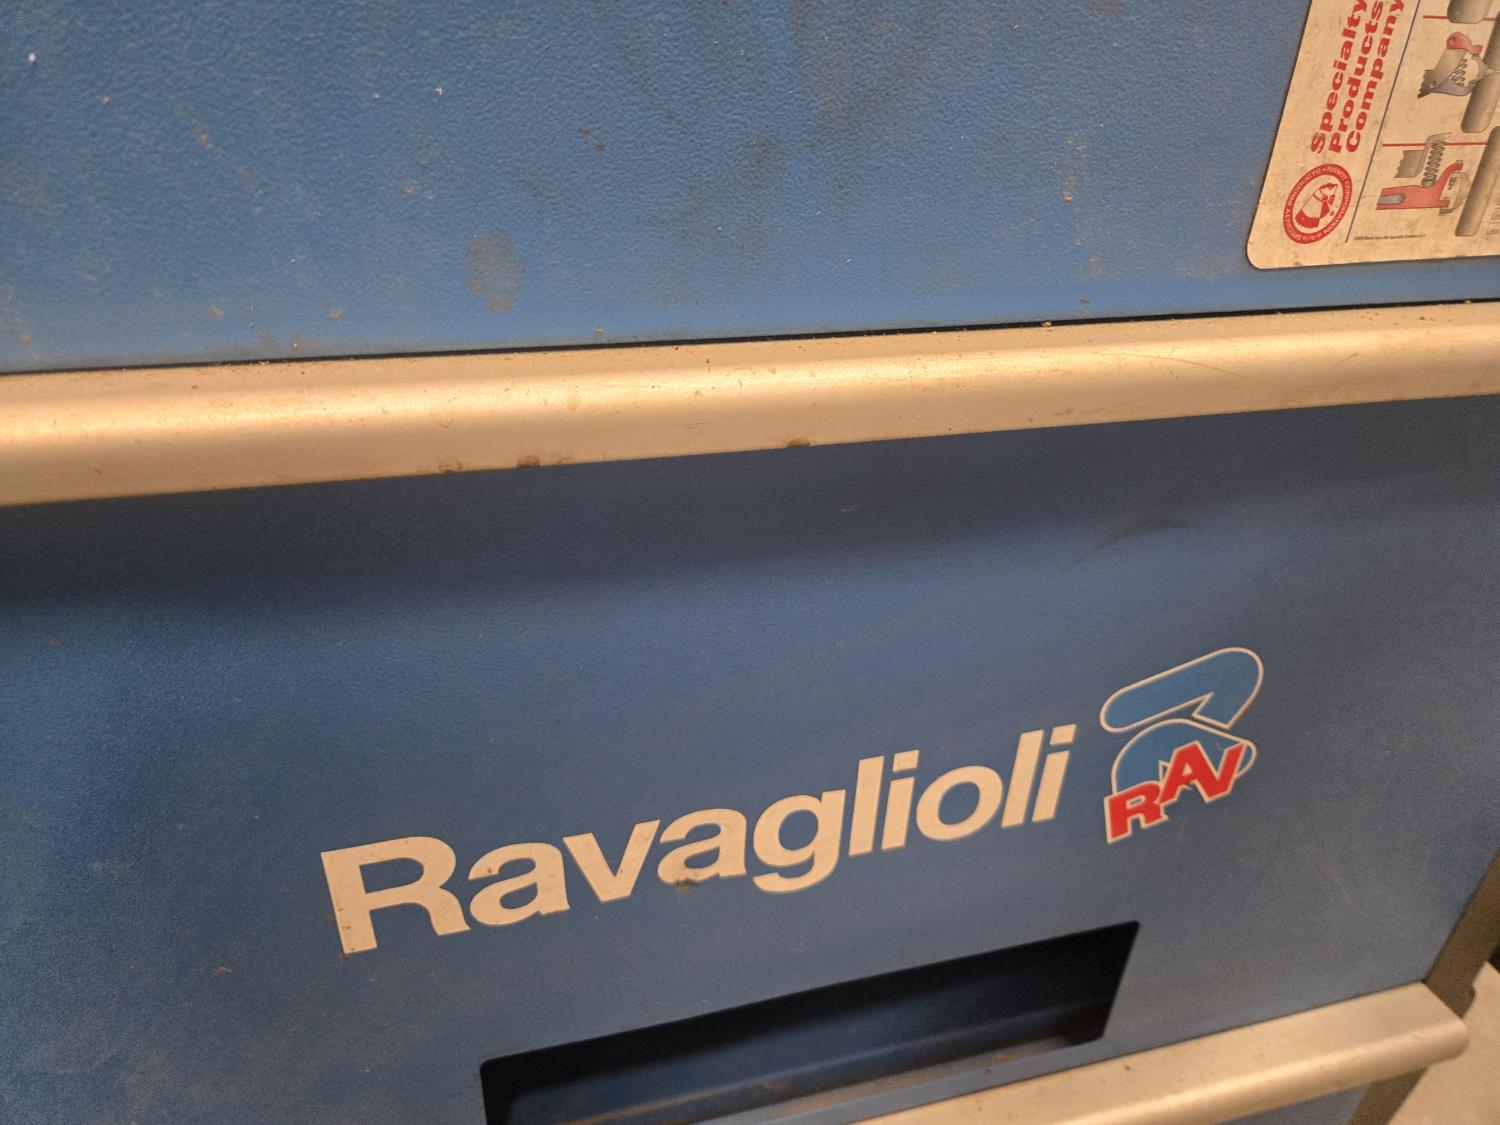 Specialty
Products
Company
Ravaglioli
RAV